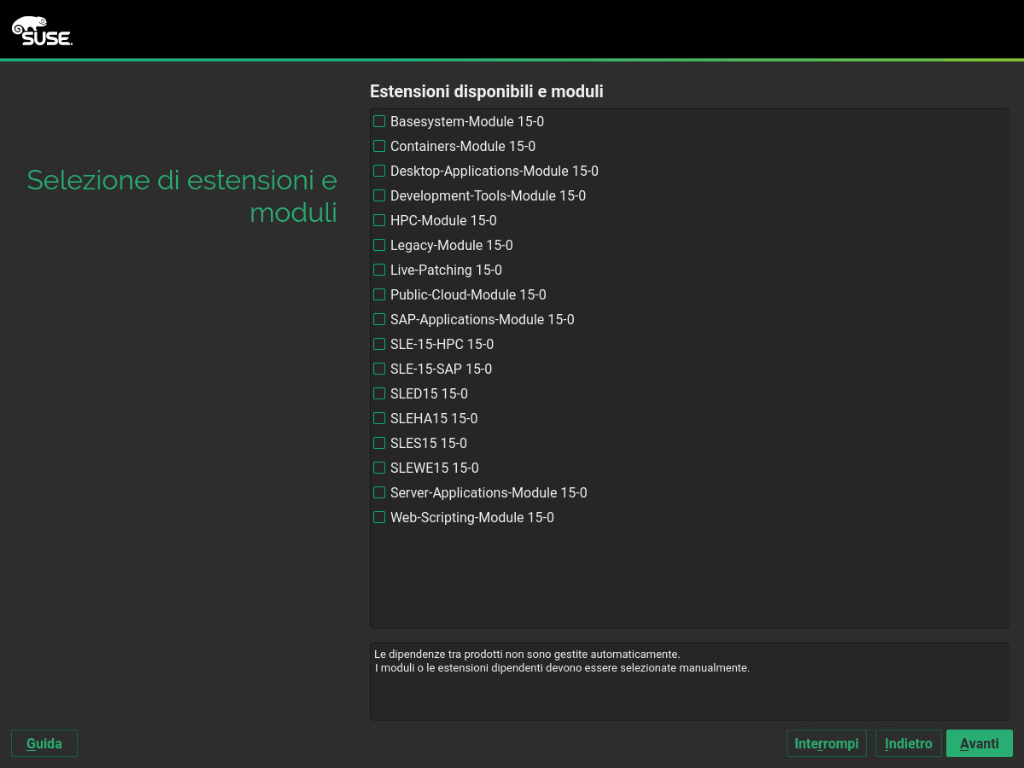 SUSE.
Selezione di estensioni e
moduli
Estensioni disponibili e moduli
Basesystem-Module 15-0
Containers-Module 15-0
Desktop-Applications-Module 15-0
Development-Tools-Module 15-0
HPC-Module 15-0
Legacy-Module 15-0
Live-Patching 15-0
Public-Cloud-Module 15-0
SAP-Applications-Module 15-0
SLE-15-HPC 15-0
SLE-15-SAP 15-0
SLED15 15-0
SLEHA15 15-0
SLES15 15-0
SLEWE15 15-0
Server-Applications-Module 15-0
Web-Scripting-Module 15-0
Le dipendenze tra prodotti non sono gestite automaticamente.
I moduli o le estensioni dipendenti devono essere selezionate manualmente.
Guida
Interrompi
Indietro
Avanti